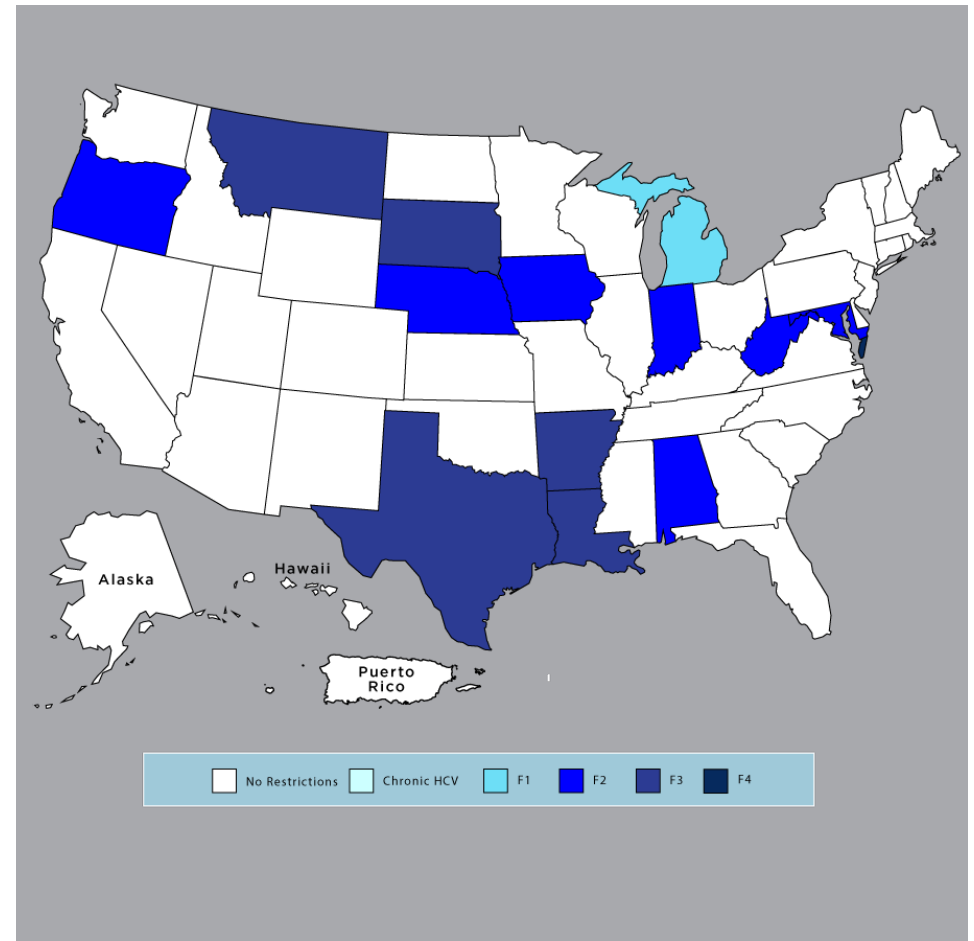 Alaska
Hawaii
Puerto
Rico
No Restrictions Chronic HCV F1 F2 F3 F4